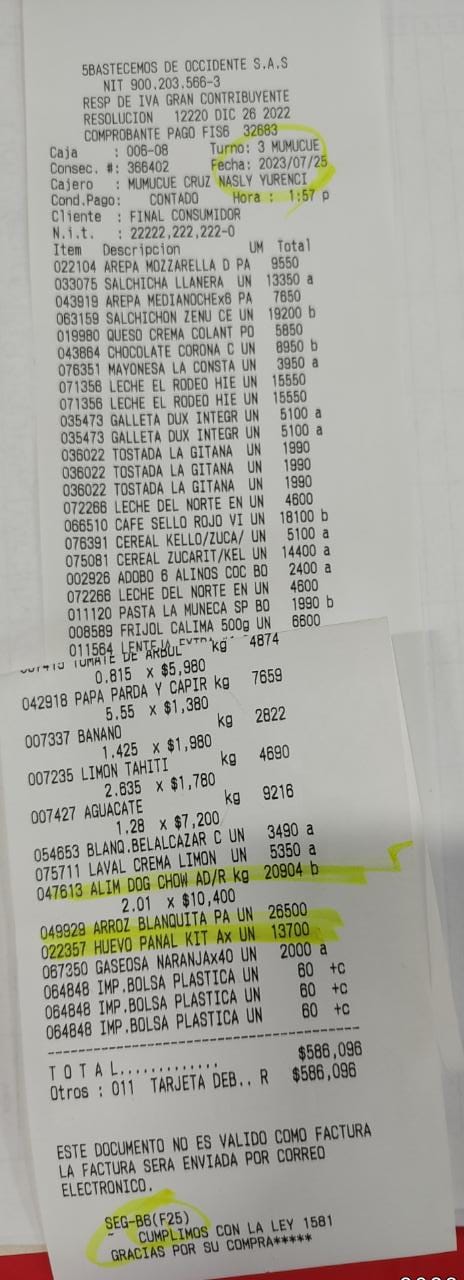 5BASTECEMOS DE OCCIDENTE S.A.S
NIT 900.203.566-3
RESP DE IVA GRAN CONTRIBUYENTE
RESOLUCION 12220 DIC 26 2022
COMPROBANTE PAGO FIS6 32683
Caja : 006-08 Turno: 3 MUMUCUE
Consec. #: 366402 Fecha: 2023/07/25
Cajero : MUMUCUE CRUZ NASLY YURENCI
Cond.Pago: CONTADO Hora : 1:57 p
Cliente : FINAL CONSUMIDOR
N.i.t. : 22222,222,222-0
Item Descripcion UM Total
022104 AREPA MOZZARELLA D PA 9550
033075 SALCHICHA LLANERA UN 13350 a
043919 AREPA MEDIANOCHEx6 PA 7650
063159 SALCHICHON ZENU CE UN 19200 b
019980 QUESO CREMA COLANT PO 5850
043864 CHOCOLATE CORONA C UN 8950 b
076351 MAYONESA LA CONSTA UN 3950 a
071356 LECHE EL RODEO HIE UN 15550
071356 LECHE EL RODEO HIE UN 15550
035473 GALLETA DUX INTEGR UN 5100 a
035473 GALLETA DUX INTEGR UN 5100 a
036022 TOSTADA LA GITANA UN 1990
036022 TOSTADA LA GITANA UN 1990
036022 TOSTADA LA GITANA UN 1990
072266 LECHE DEL NORTE EN UN 4600
066510 CAFE SELLO ROJO VI UN 18100 b
076391 CEREAL KELLO/ZUCA/ UN 5100 a
075081 CEREAL ZUCARIT/KEL UN 14400 a
002926 ADOBO 6 ALINOS COC BO 2400 a
072266 LECHE DEL NORTE EN UN 4600
011120 PASTA LA MUNECA SP BO 1990 b
008589 FRIJOL CALIMA 500g UN 6600
011564 LENTEJA EXTRA
007415 TOMATE DE ARBOL kg 4874
0.815 x $5,980
042918 PAPA PARDA Y CAPIR kg 7659
5.55 x $1,380
007337 BANANO kg 2822
1.425 x $1,980
007235 LIMON TAHITI kg 4690
2.635 x $1,780
007427 AGUACATE kg 9216
1.28 x $7,200
054653 BLANQ.BELALCAZAR C UN 3490 a
075711 LAVAL CREMA LIMON UN 5350 a
047613 ALIM DOG CHOW AD/R kg 20904 b
2.01 x $10,400
049929 ARROZ BLANQUITA PA UN 26500
022357 HUEVO PANAL KIT Ax UN 13700
067350 GASEOSA NARANJAx40 UN 2000 a
064848 IMP.BOLSA PLASTICA UN 60 +c
064848 IMP.BOLSA PLASTICA UN 60 +c
064848 IMP.BOLSA PLASTICA UN 60 +c
T O T A L............. $586,096
Otros : 011 TARJETA DEB.. R $586,096
ESTE DOCUMENTO NO ES VALIDO COMO FACTURA
LA FACTURA SERA ENVIADA POR CORREO
ELECTRONICO.
SEG-B6(F25)
CUMPLIMOS CON LA LEY 1581
GRACIAS POR SU COMPRA*****